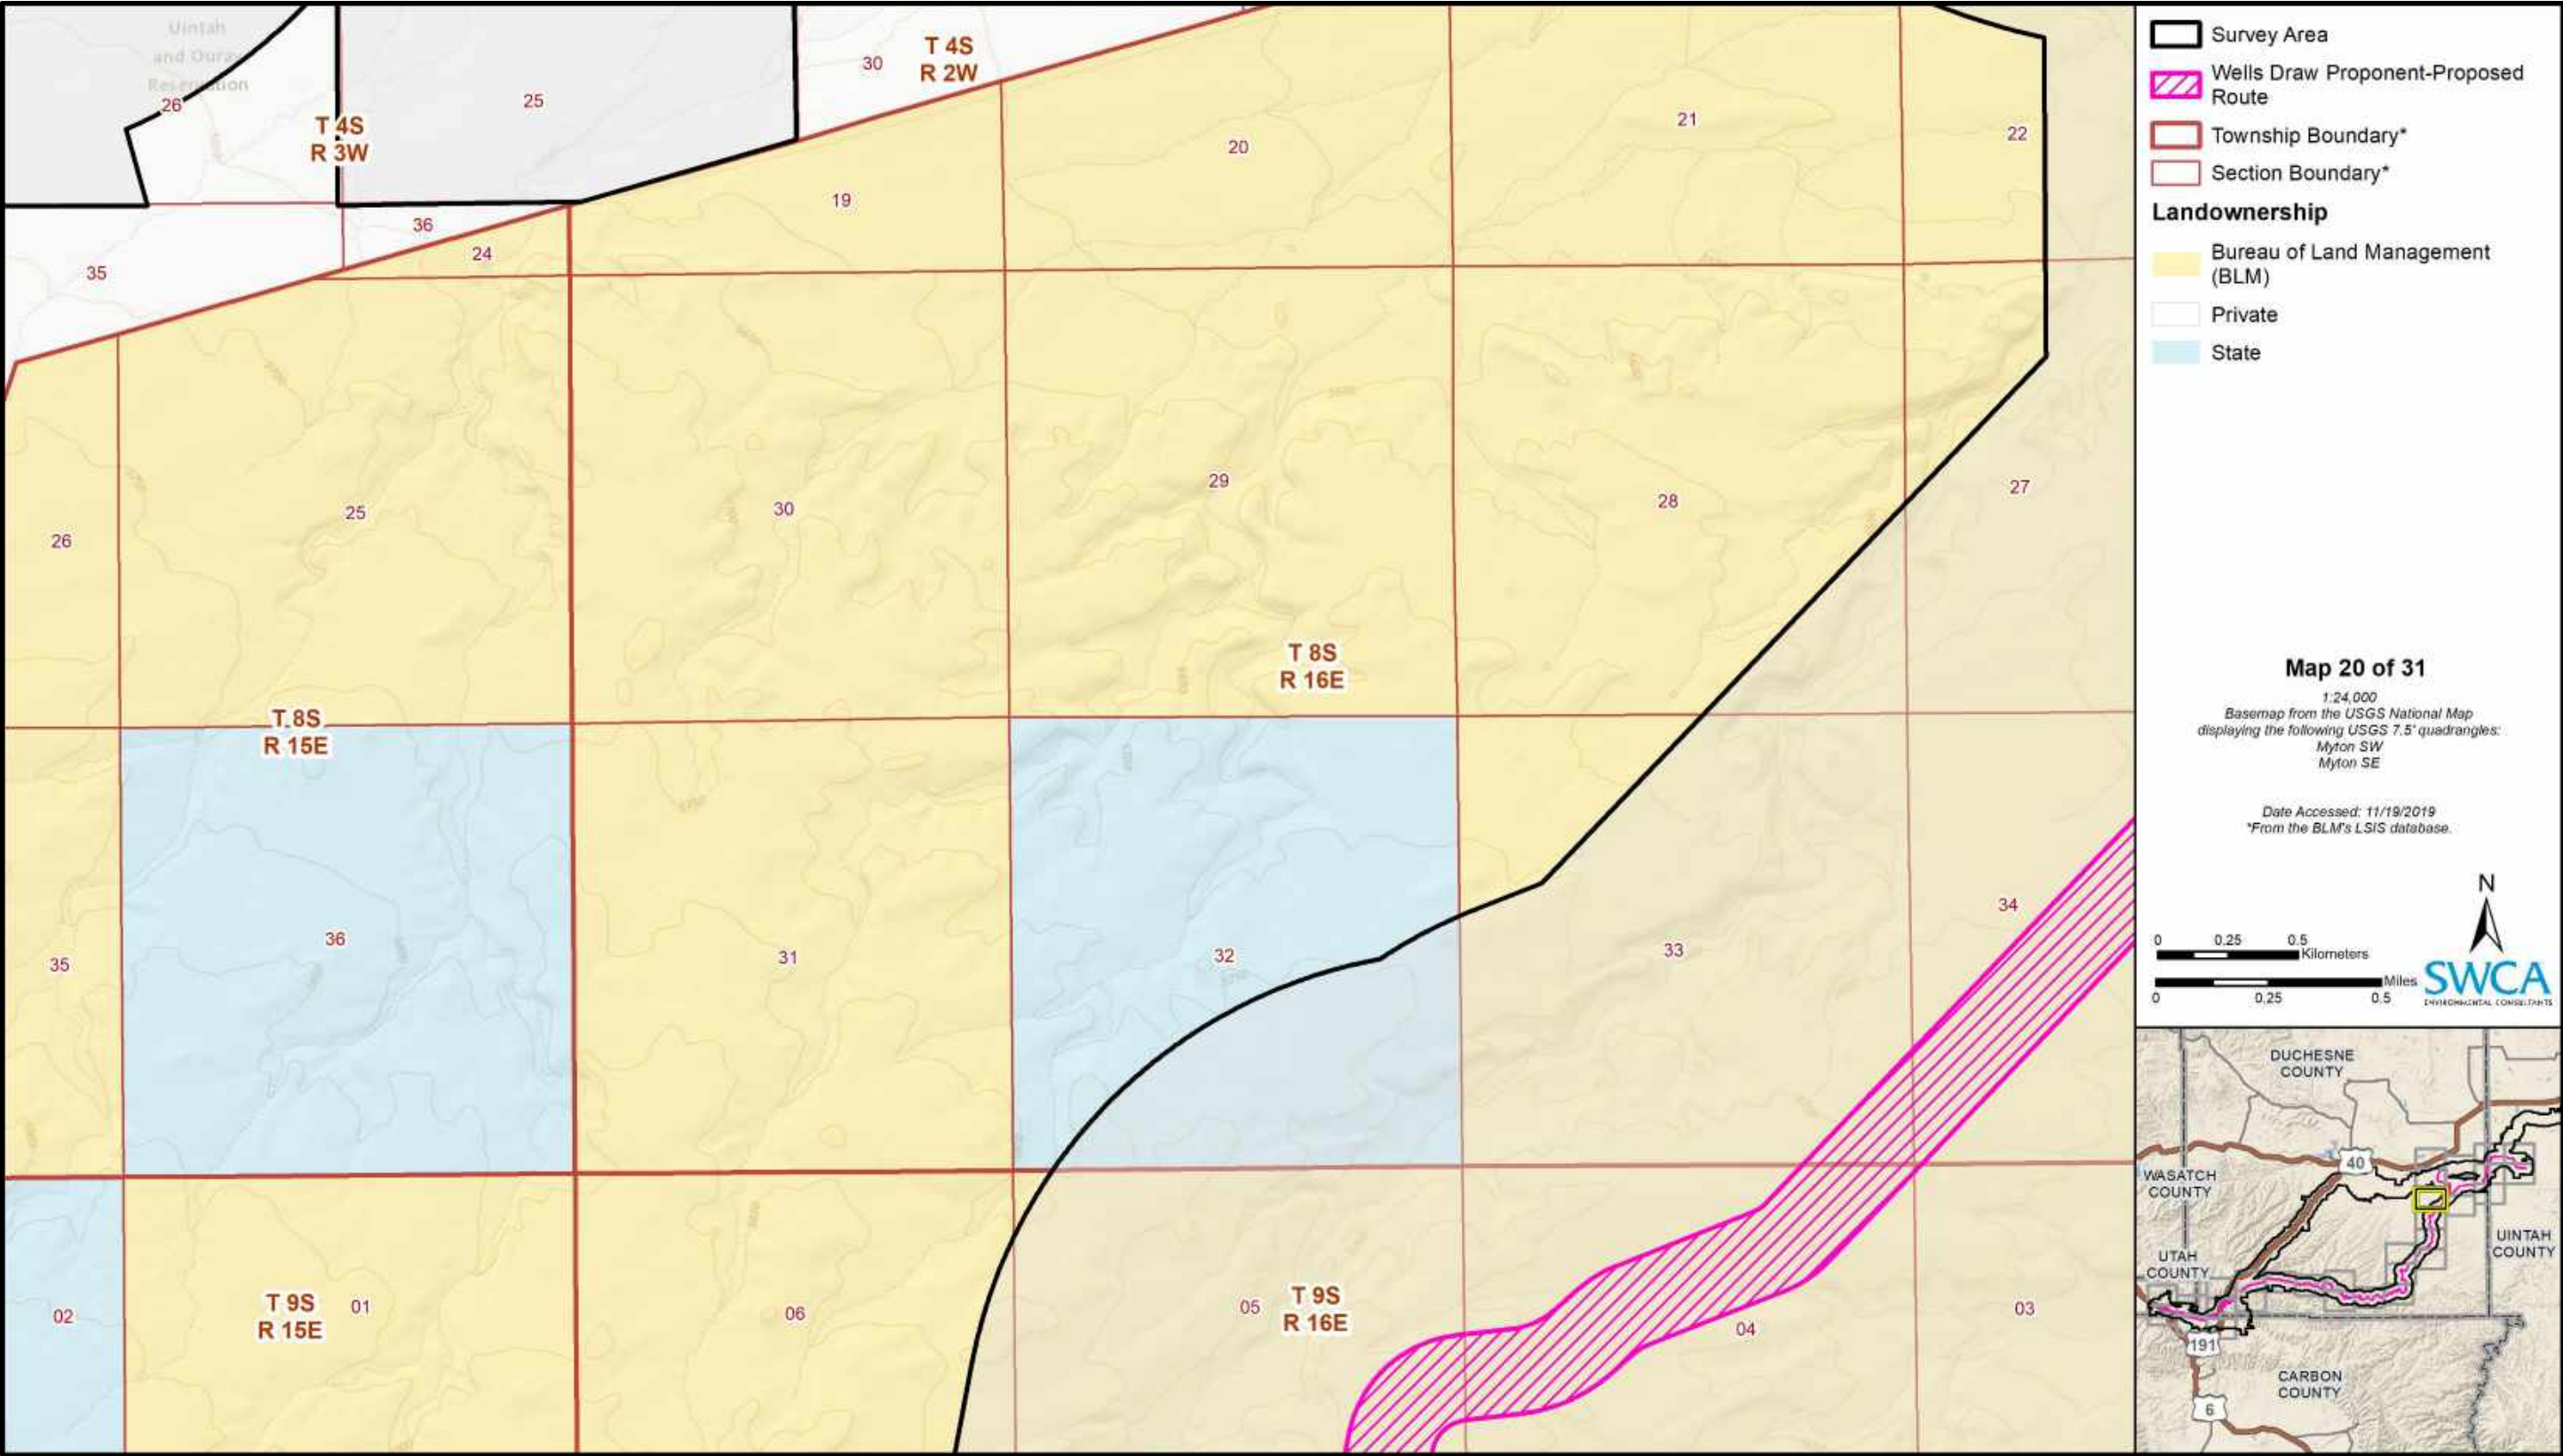 Uintah
and Ouray
Reservation
26
T 4S
R 3W
25
30
T 4S
R 2W
20
21
22
19
36
24
35
26
25
30
29
28
27
T 8S
R 16E
T 8S
R 15E
35
36
31
32
33
34
02
T 9S
R 15E
01
06
05
T 9S
R 16E
04
03
Survey Area
Wells Draw Proponent-Proposed
Route
Township Boundary*
Section Boundary*
Landownership
Bureau of Land Management
(BLM)
Private
State
Map 20 of 31
1:24,000
Basemap from the USGS National Map
displaying the following USGS 7.5' quadrangles:
Myton SW
Myton SE
Date Accessed: 11/19/2019
*From the BLM's LSIS database.
N
0 0.25 0.5
Kilometers
Miles
0 0.25 0.5
SWCA
ENVIRONMENTAL CONSULTANTS
DUCHESNE
COUNTY
40
WASATCH
COUNTY
UINTAH
COUNTY
UTAH
COUNTY
191
CARBON
COUNTY
6